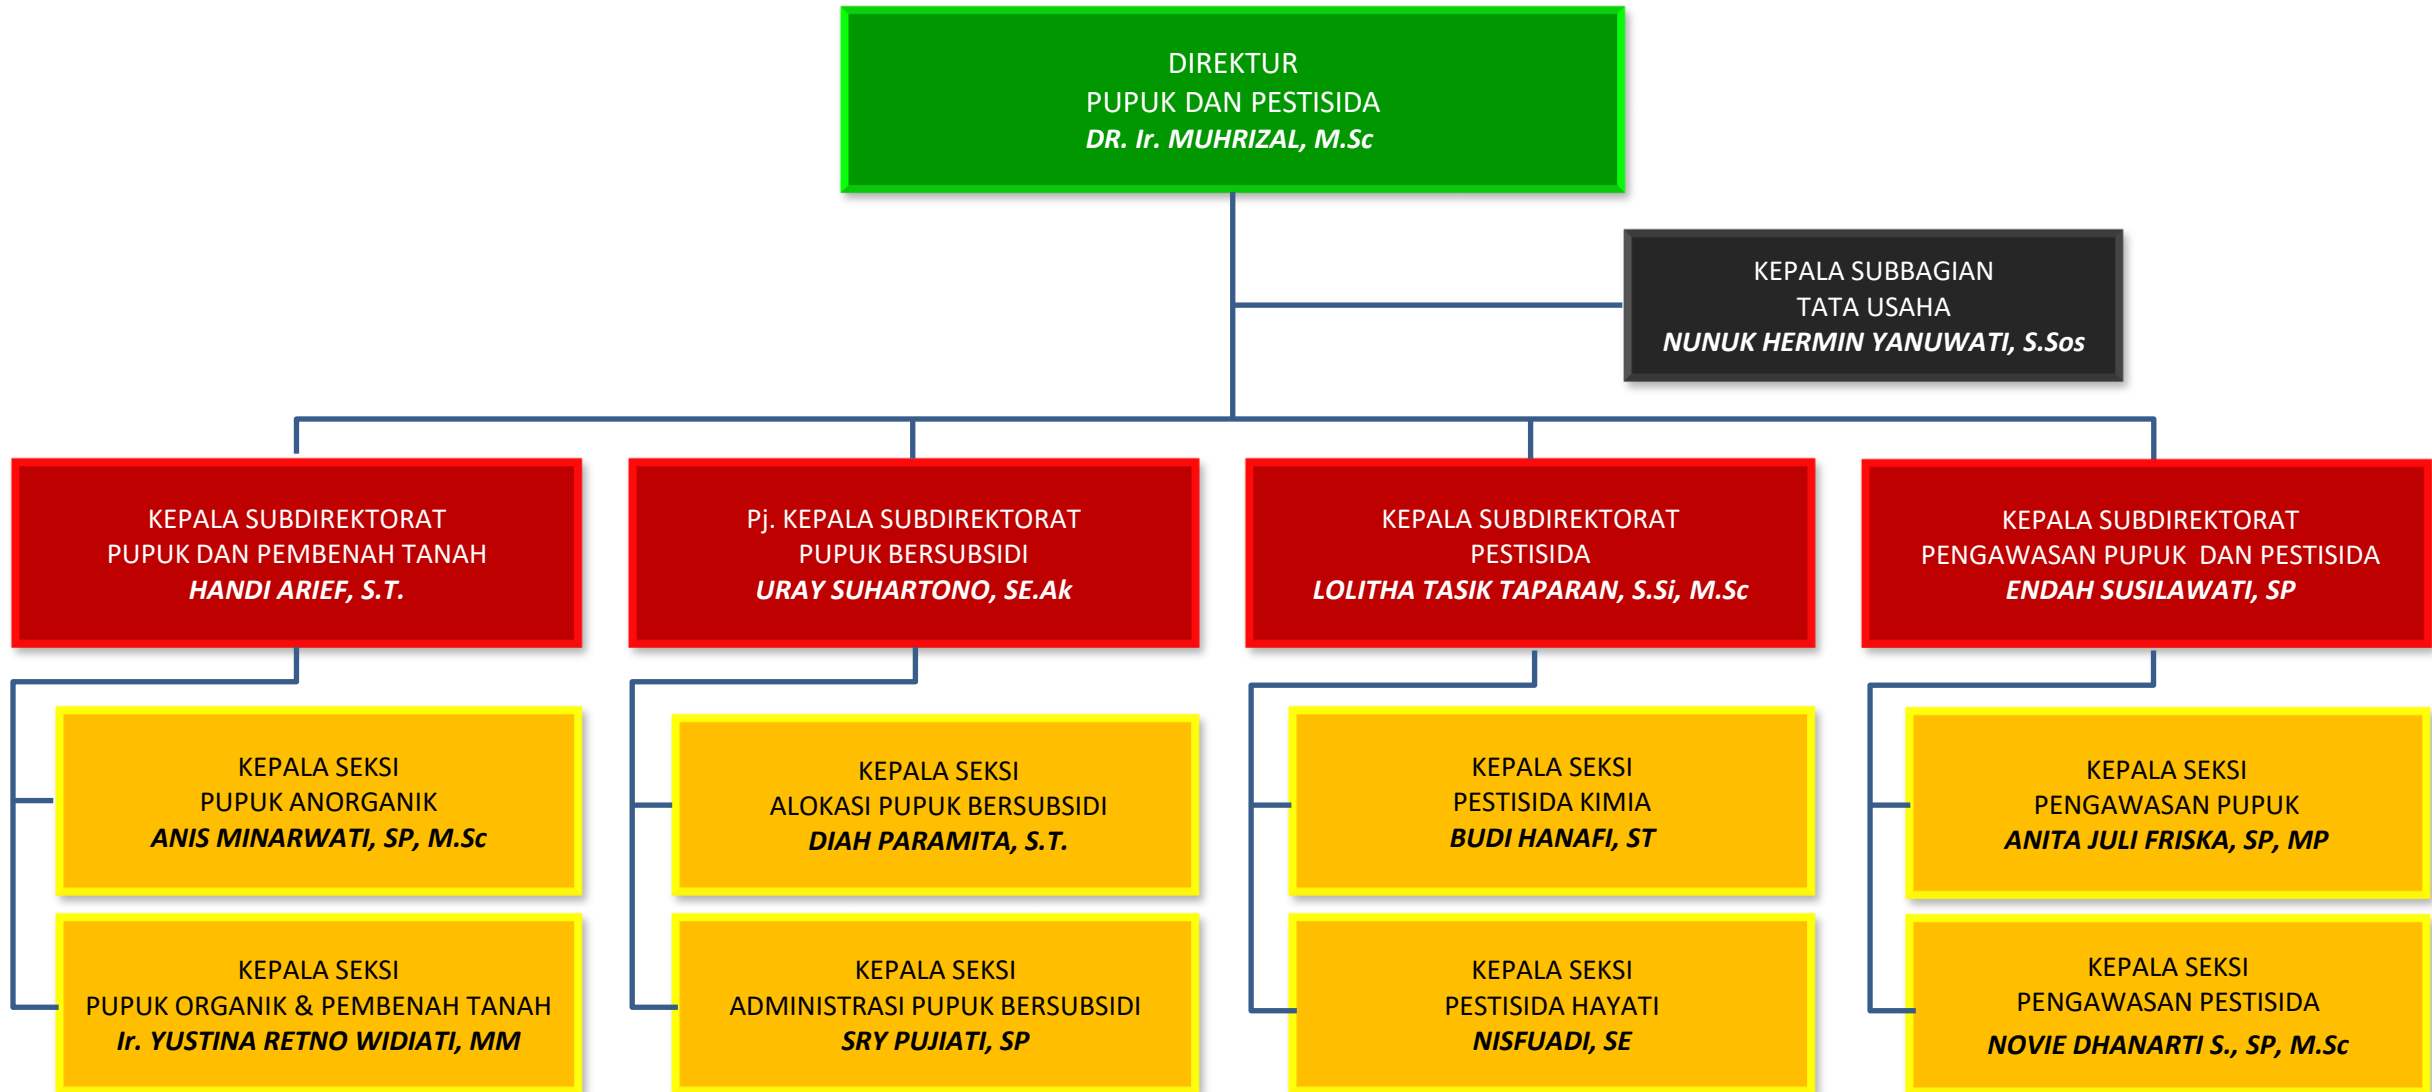 DIREKTUR
PUPUK DAN PESTISIDA
DR. Ir. MUHRIZAL, M.Sc
KEPALA SUBBAGIAN
TATA USAHA
NUNUK HERMIN YANUWATI, S.Sos
KEPALA SUBDIREKTORAT
PUPUK DAN PEMBENAH TANAH
HANDI ARIEF, S.T.
Pj. KEPALA SUBDIREKTORAT
PUPUK BERSUBSIDI
URAY SUHARTONO, SE.Ak
KEPALA SUBDIREKTORAT
PESTISIDA
LOLITHA TASIK TAPARAN, S.Si, M.Sc
KEPALA SUBDIREKTORAT
PENGAWASAN PUPUK  DAN PESTISIDA
ENDAH SUSILAWATI, SP
KEPALA SEKSI
PUPUK ANORGANIK
ANIS MINARWATI, SP, M.Sc
KEPALA SEKSI
ALOKASI PUPUK BERSUBSIDI
DIAH PARAMITA, S.T.
KEPALA SEKSI
PESTISIDA KIMIA
BUDI HANAFI, ST
KEPALA SEKSI
PENGAWASAN PUPUK
ANITA JULI FRISKA, SP, MP
KEPALA SEKSI
PUPUK ORGANIK & PEMBENAH TANAH
Ir. YUSTINA RETNO WIDIATI, MM
KEPALA SEKSI
ADMINISTRASI PUPUK BERSUBSIDI
SRY PUJIATI, SP
KEPALA SEKSI
PESTISIDA HAYATI
NISFUADI, SE
KEPALA SEKSI
PENGAWASAN PESTISIDA
NOVIE DHANARTI S., SP, M.Sc